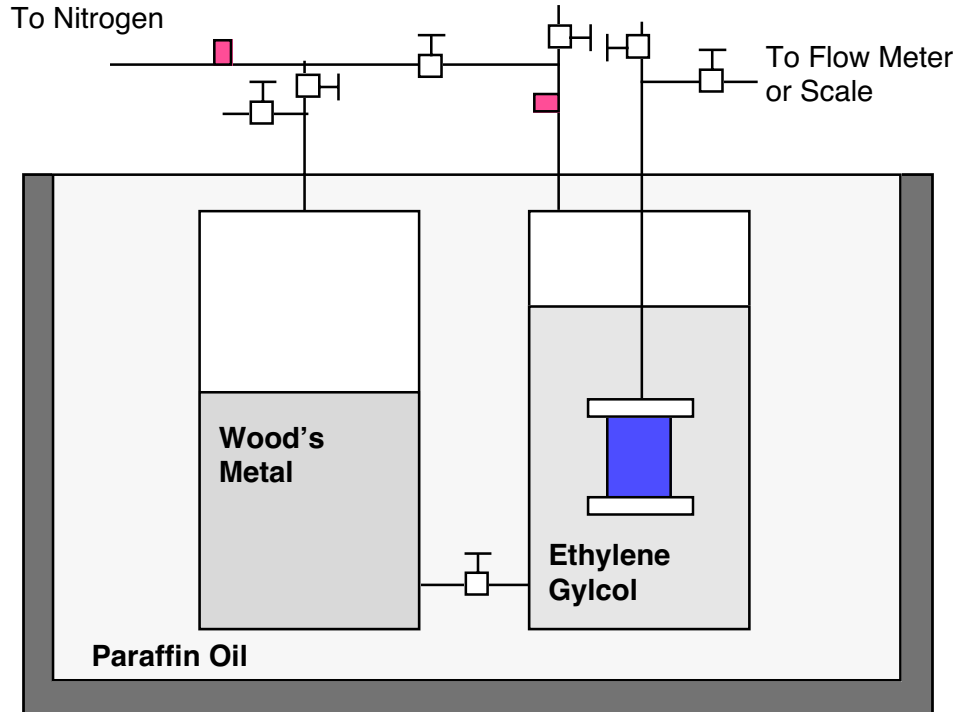 To Nitrogen
To Flow Meter
or Scale
Wood's
Metal
Ethylene
Gylcol
Paraffin Oil